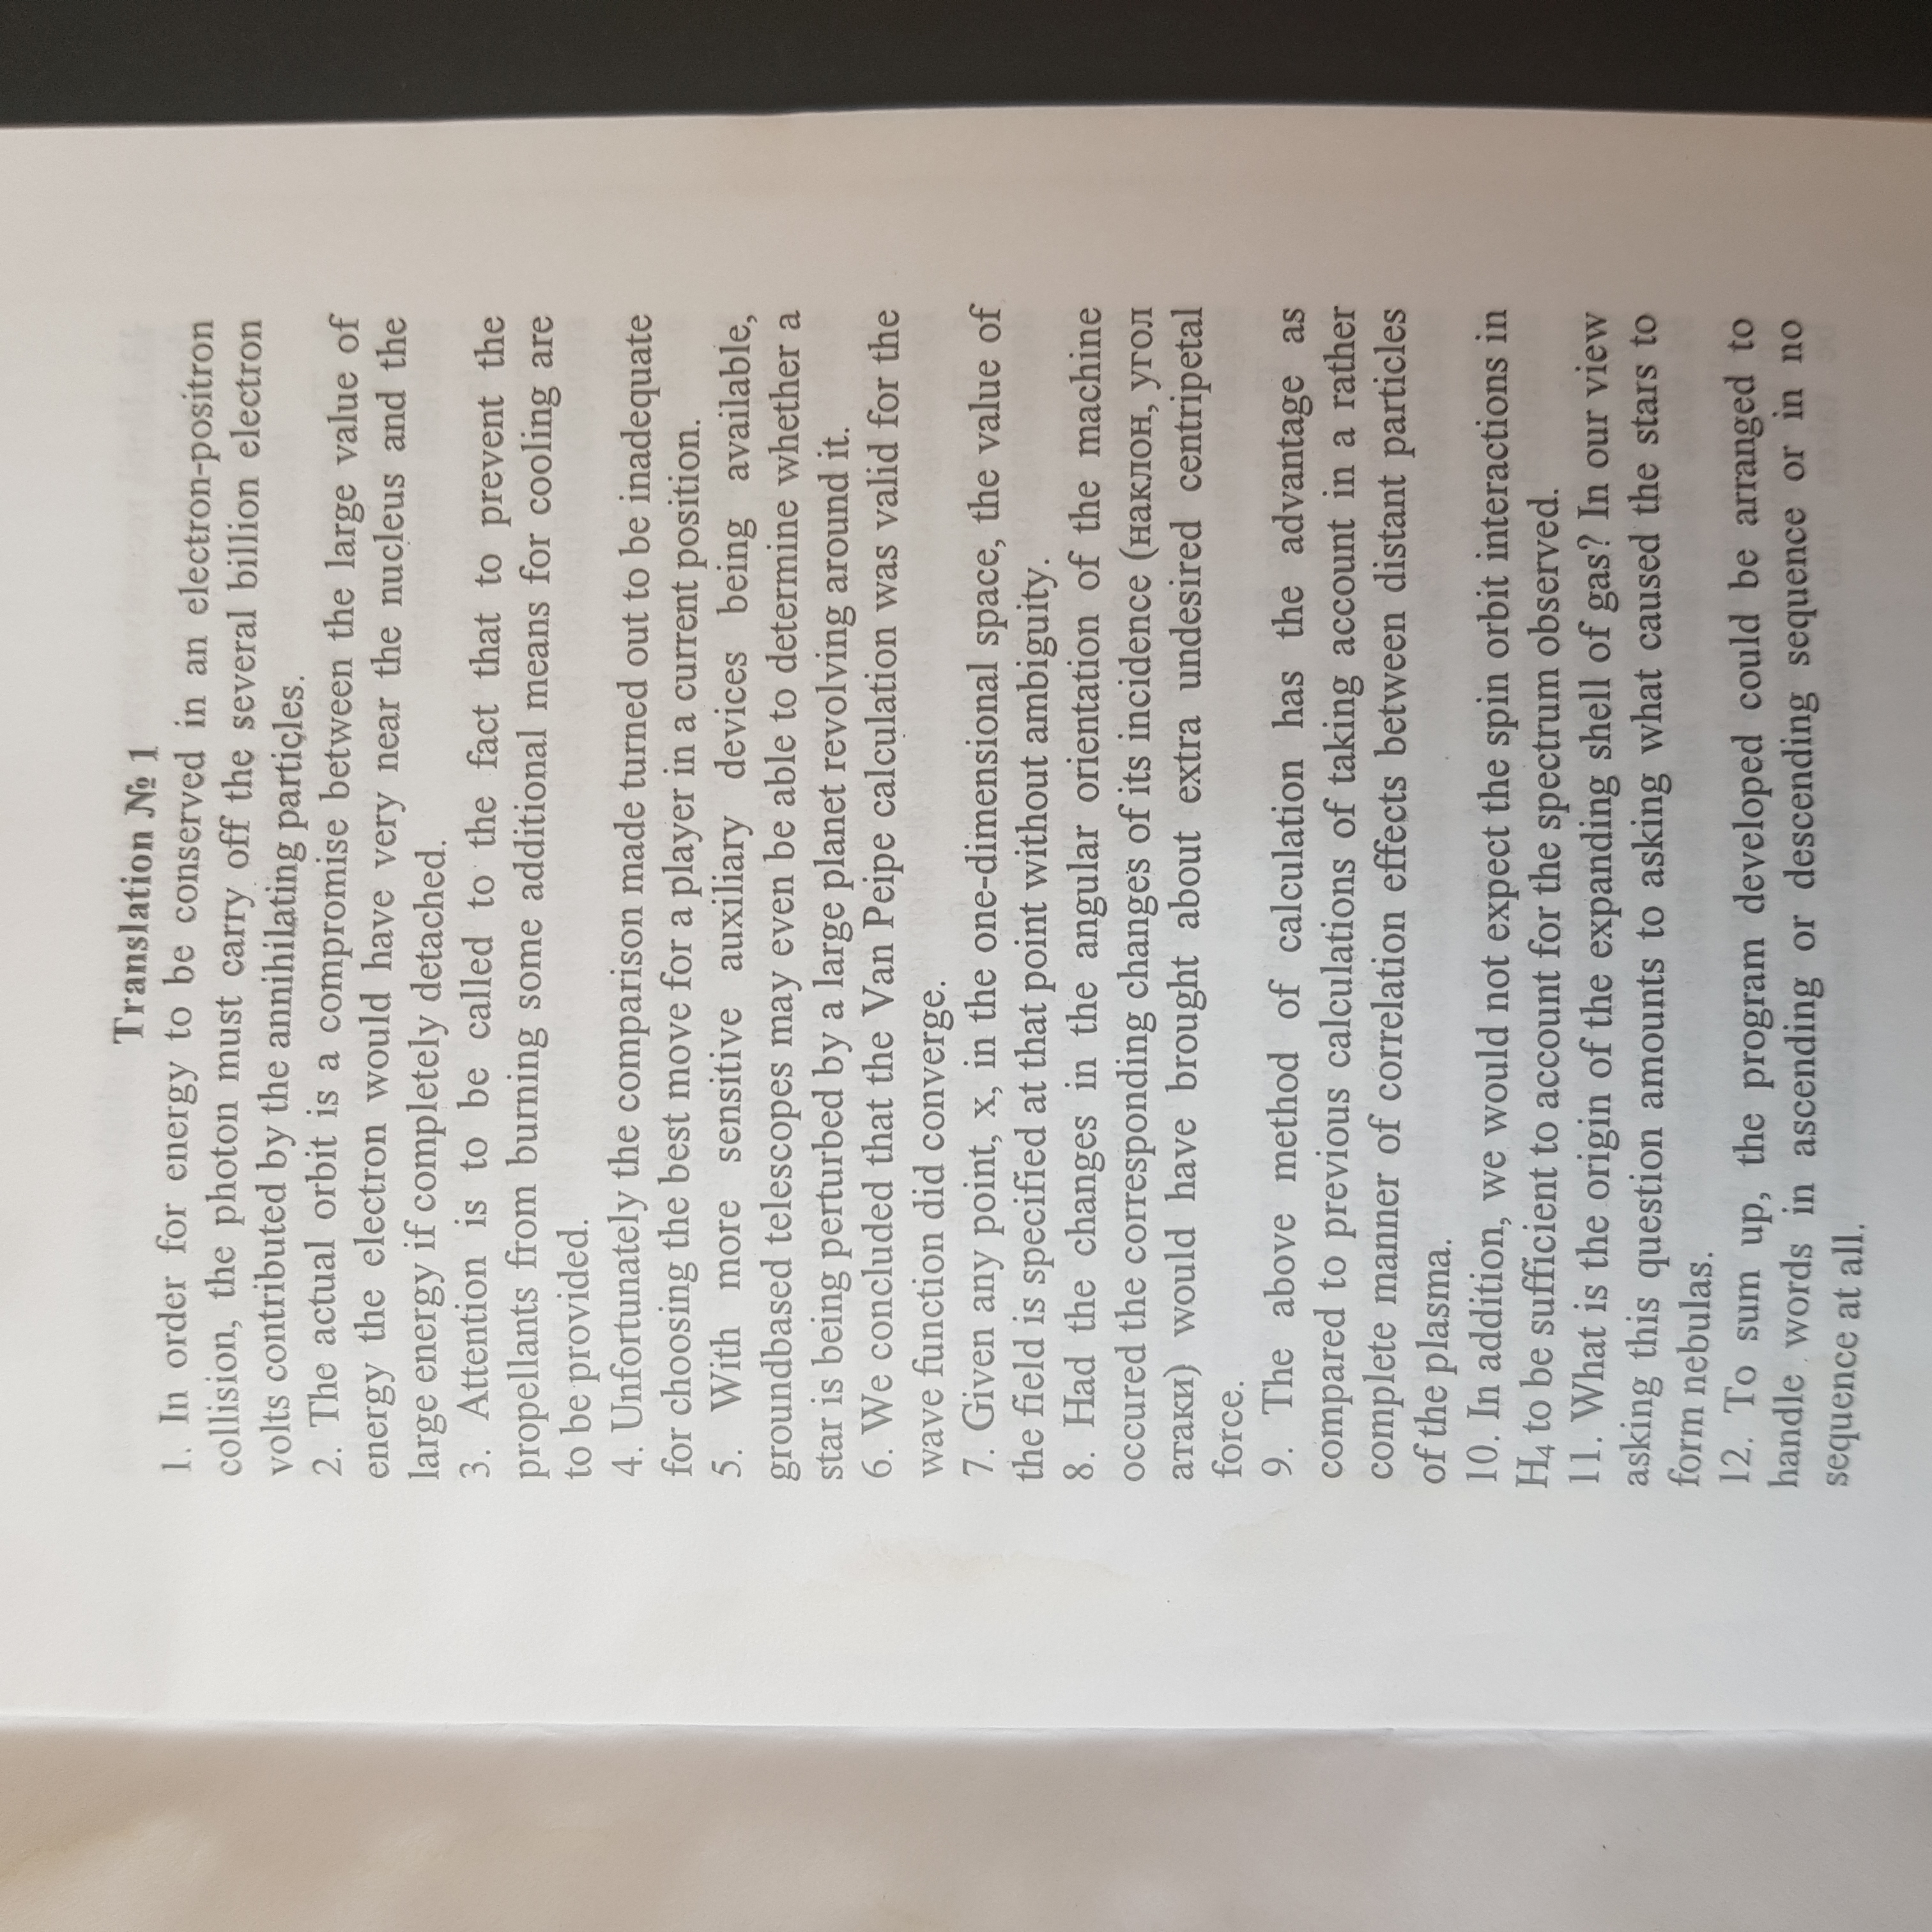 Translation № 1
1. In order for energy to be conserved in an electron-positron
collision, the photon must carry off the several billion electron
volts contributed by the annihilating particles.
2. The actual orbit is a compromise between the large value of
energy the electron would have very near the nucleus and the
large energy if completely detached.
3. Attention is to be called to the fact that to prevent the
propellants from burning some additional means for cooling are
to be provided.
4. Unfortunately the comparison made turned out to be inadequate
for choosing the best move for a player in a current position.
5. With more sensitive auxiliary devices being available,
groundbased telescopes may even be able to determine whether a
star is being perturbed by a large planet revolving around it.
6. We concluded that the Van Peipe calculation was valid for the
wave function did converge.
7. Given any point, x, in the one-dimensional space, the value of
the field is specified at that point without ambiguity.
8. Had the changes in the angular orientation of the machine
occured the corresponding changes of its incidence (наклон, угол
атаки) would have brought about extra undesired centripetal
force.
9. The above method of calculation has the advantage as
compared to previous calculations of taking account in a rather
complete manner of correlation effects between distant particles
of the plasma.
10. In addition, we would not expect the spin orbit interactions in
H₄ to be sufficient to account for the spectrum observed.
11. What is the origin of the expanding shell of gas? In our view
asking this question amounts to asking what caused the stars to
form nebulas.
12. To sum up, the program developed could be arranged to
handle words in ascending or descending sequence or in no
sequence at all.